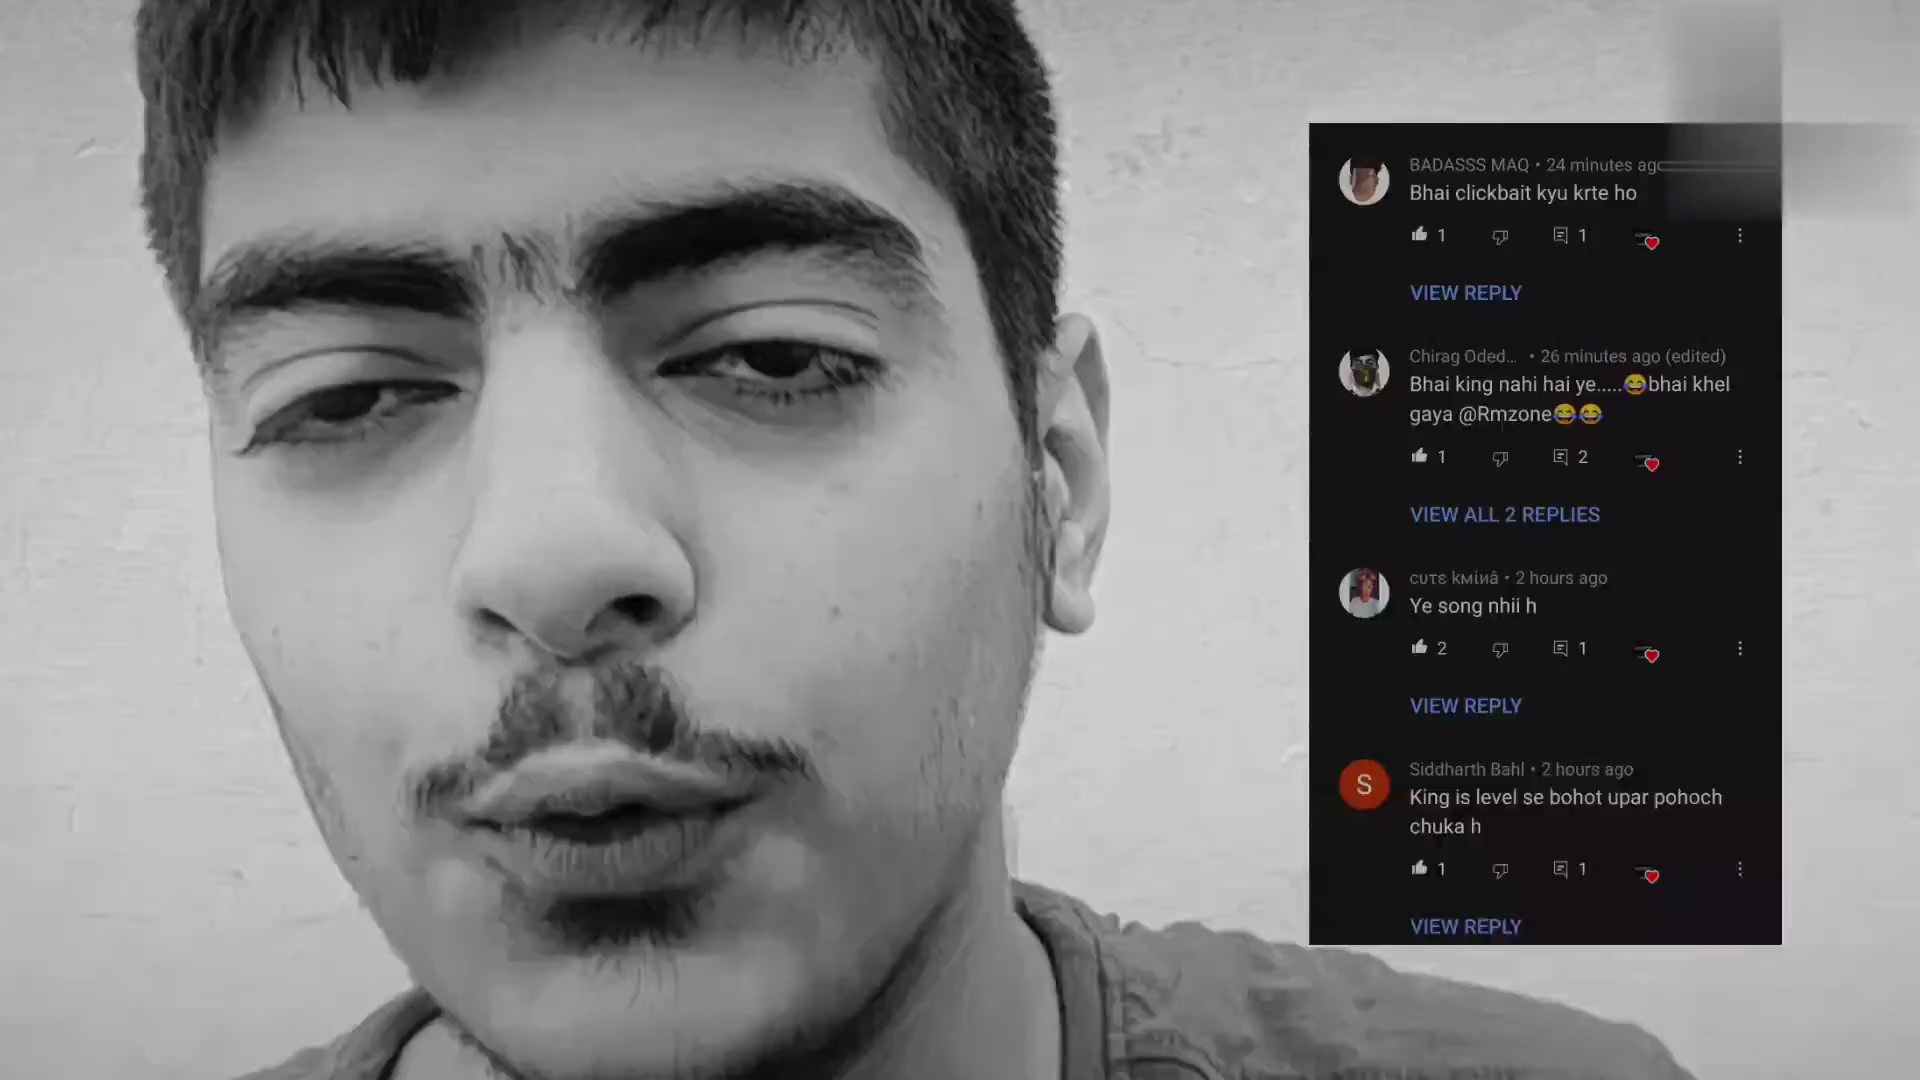 BADASSS MAQ • 24 minutes ago
Bhai clickbait kyu krte ho
1 1
VIEW REPLY
Chirag Oded... • 26 minutes ago (edited)
Bhai king nahi hai ye.....😂bhai khel
gaya @Rmzone😂😂
1 2
VIEW ALL 2 REPLIES
cυтε kмíиâ • 2 hours ago
Ye song nhii h
2 1
VIEW REPLY
S
Siddharth Bahl • 2 hours ago
King is level se bohot upar pohoch
chuka h
1 1
VIEW REPLY